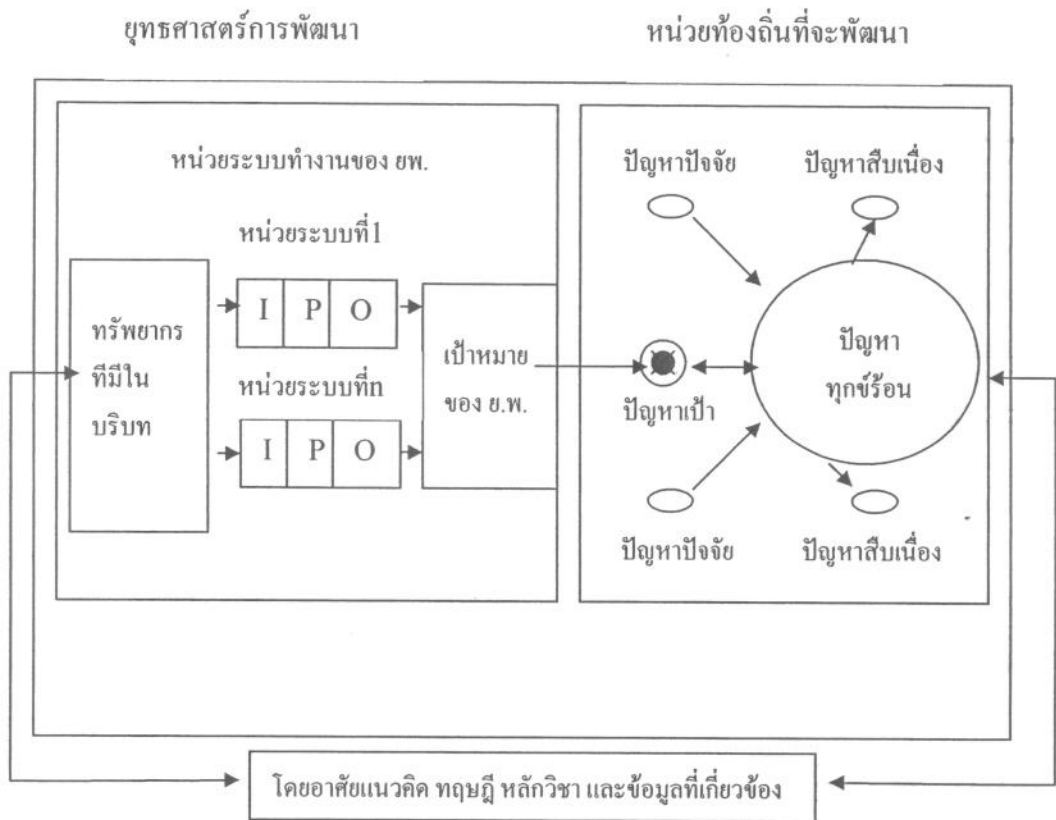 ยุทธศาสตร์การพัฒนา
หน่วยท้องถิ่นที่จะพัฒนา
หน่วยระบบทำงานของ ยพ.
หน่วยระบบที่1
I P O
หน่วยระบบที่n
I P O
ทรัพยากร
ที่มีใน
บริบท
เป้าหมาย
ของ ย.พ.
ปัญหาปัจจัย
ปัญหาสืบเนื่อง
ปัญหาเป้า
ปัญหา
ทุกข์ร้อน
ปัญหาปัจจัย
ปัญหาสืบเนื่อง
โดยอาศัยแนวคิด ทฤษฎี หลักวิชา และข้อมูลที่เกี่ยวข้อง